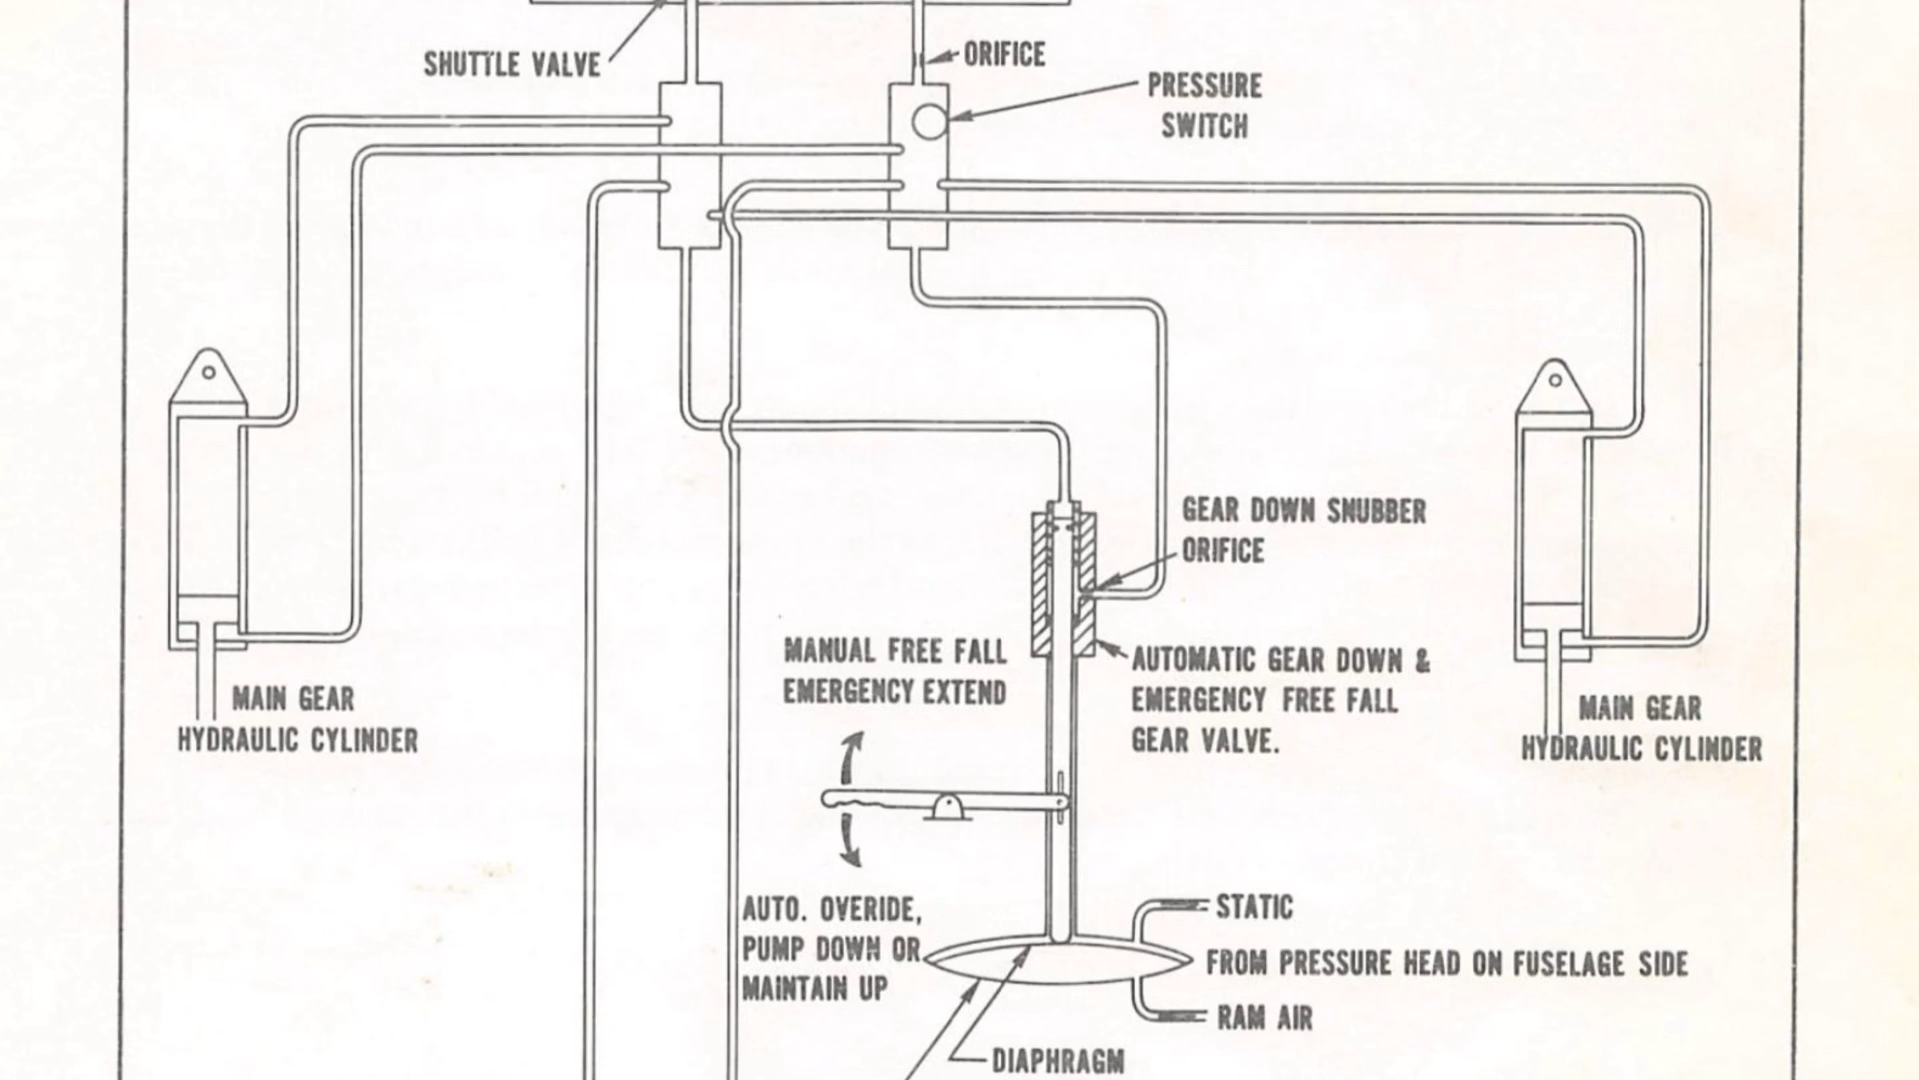 SHUTTLE VALVE
ORIFICE
PRESSURE
SWITCH
GEAR DOWN SNUBBER
ORIFICE
MANUAL FREE FALL
EMERGENCY EXTEND
AUTOMATIC GEAR DOWN &
EMERGENCY FREE FALL
GEAR VALVE.
MAIN GEAR
HYDRAULIC CYLINDER
MAIN GEAR
HYDRAULIC CYLINDER
AUTO. OVERIDE,
PUMP DOWN OR
MAINTAIN UP
STATIC
FROM PRESSURE HEAD ON FUSELAGE SIDE
RAM AIR
DIAPHRAGM